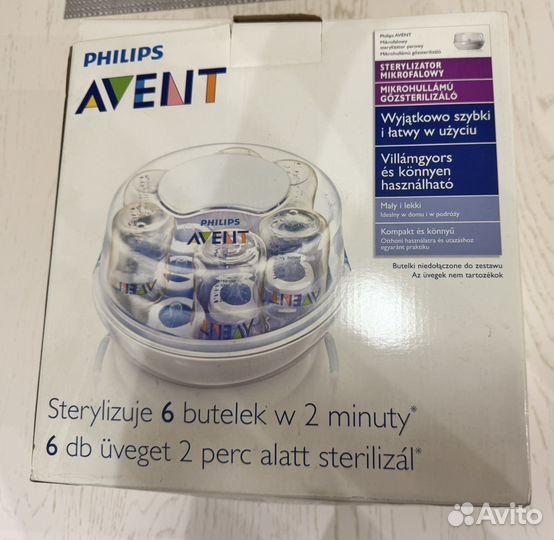 PHILIPS
AVENT
Philips AVENT
Mikrofalowy
sterylizator parowy
Mikrohullámú gőzsterilizáló
STERYLIZATOR
MIKROFALOWY
MIKROHULLÁMÚ
GŐZSTERILIZÁLÓ
Wyjątkowo szybki
i łatwy w użyciu
Villámgyors
és könnyen
használható
Mały i lekki
Idealny w domu i w podróży
Kompakt és könnyű
Otthoni használatra és utazáshoz
egyaránt praktikus
Butelki niedołączone do zestawu
Az üvegek nem tartozékok
PHILIPS
AVENT
Sterylizuje 6 butelek w 2 minuty*
6 db üveget 2 perc alatt sterilizál*
Avito